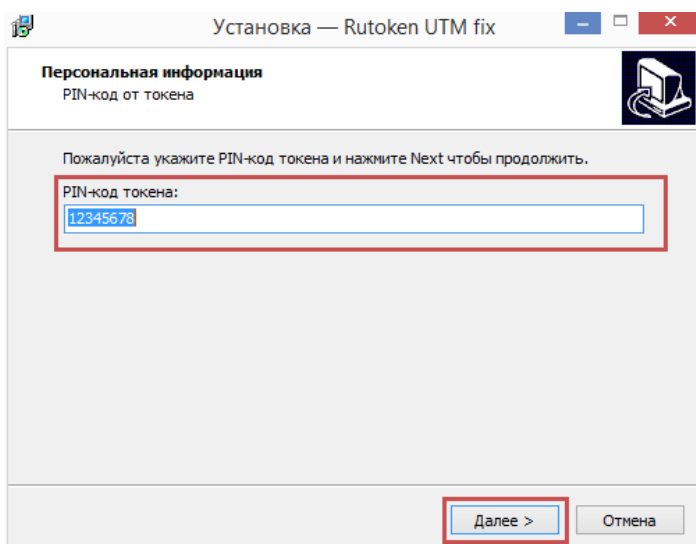 Установка — Rutoken UTM fix
Персональная информация
PIN-код от токена
Пожалуйста укажите PIN-код токена и нажмите Next чтобы продолжить.
PIN-код токена:
12345678
Далее >
Отмена